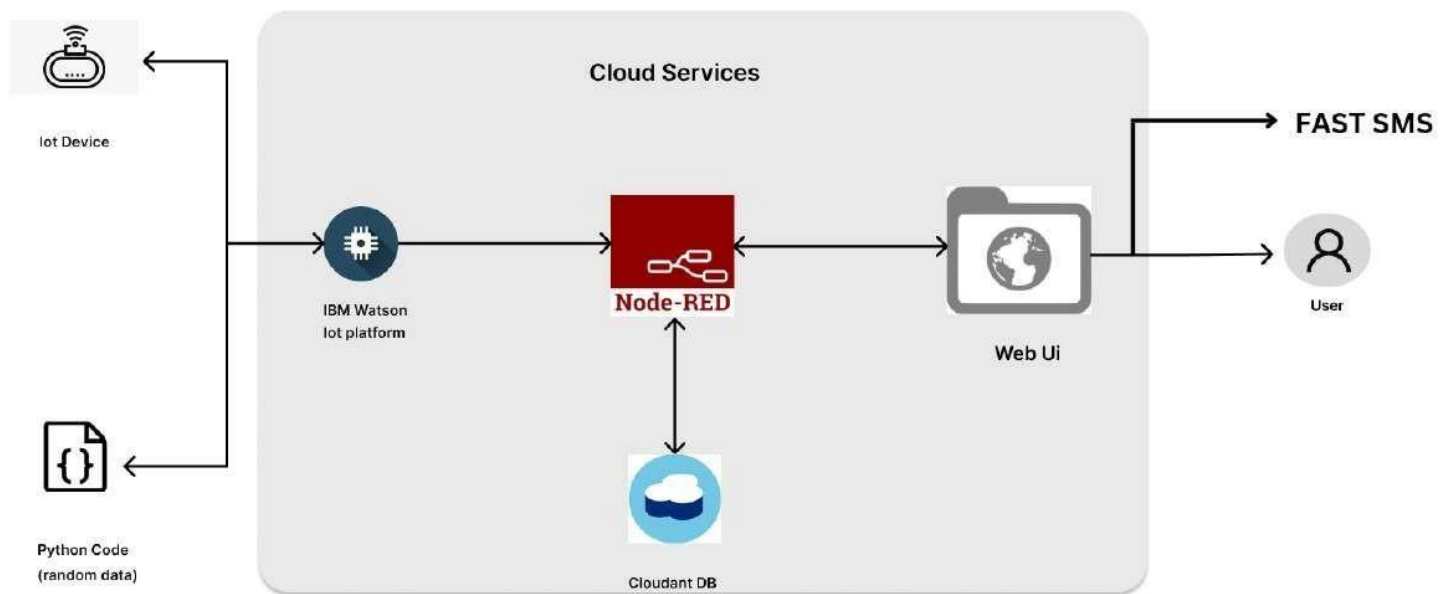 Cloud Services
Iot Device
FAST SMS
IBM Watson
Iot platform
Node-RED
Web Ui
User
{}
Python Code
(random data)
Cloudant DB